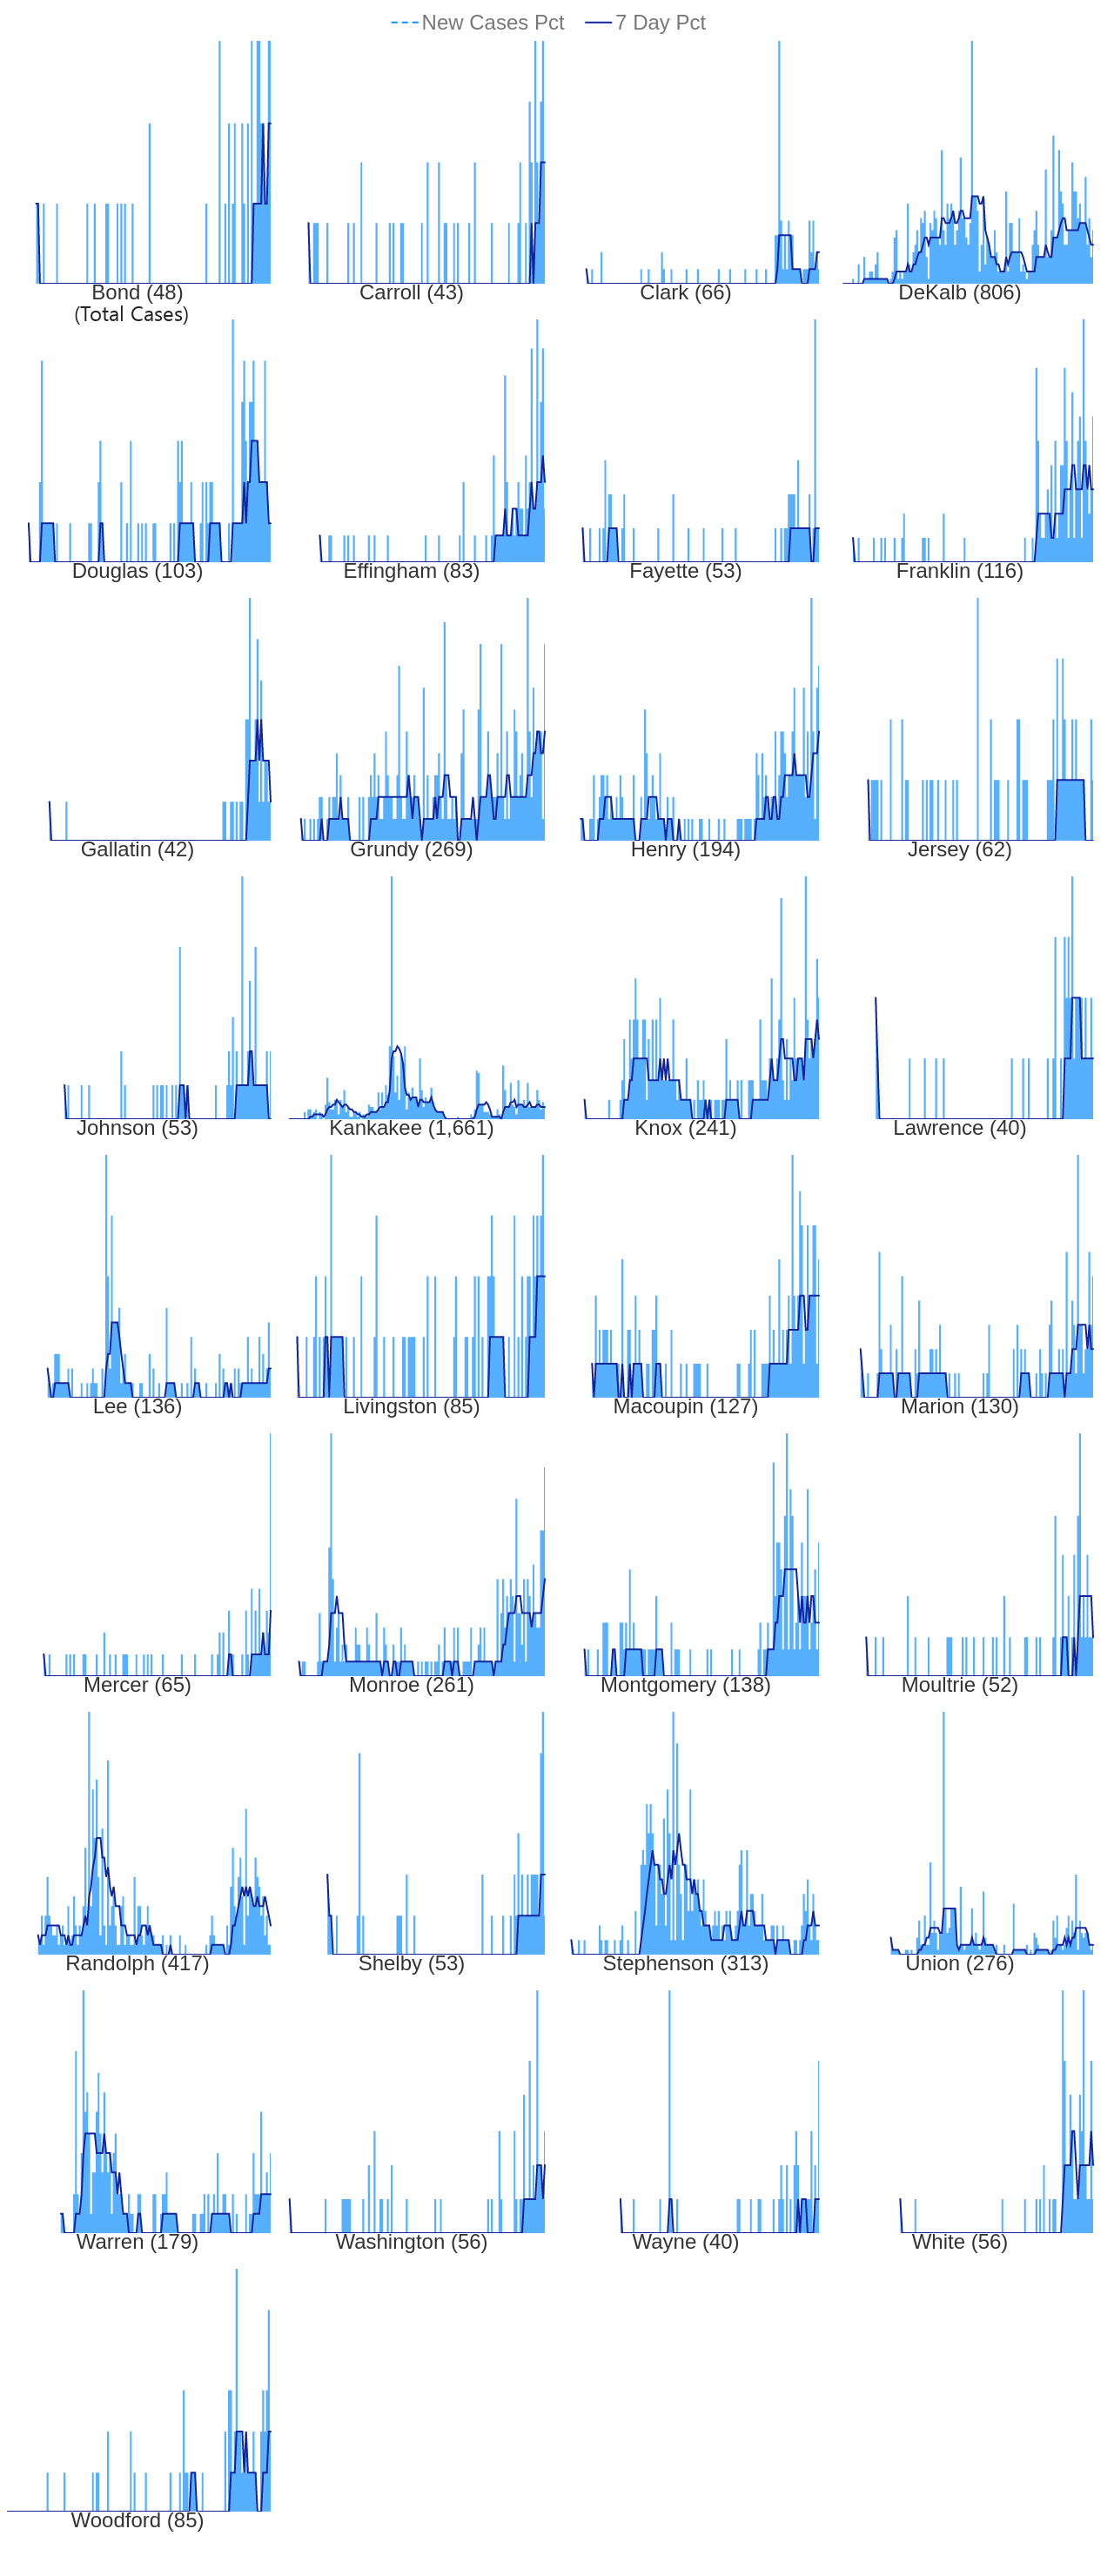 New Cases Pct 7 Day Pct
Bond (48) Carroll (43) Clark (66) DeKalb (806)
(Total Cases)
Douglas (103) Effingham (83) Fayette (53) Franklin (116)
Gallatin (42) Grundy (269) Henry (194) Jersey (62)
Johnson (53) Kankakee (1,661) Knox (241) Lawrence (40)
Lee (136) Livingston (85) Macoupin (127) Marion (130)
Mercer (65) Monroe (261) Montgomery (138) Moultrie (52)
Randolph (417) Shelby (53) Stephenson (313) Union (276)
Warren (179) Washington (56) Wayne (40) White (56)
Woodford (85)